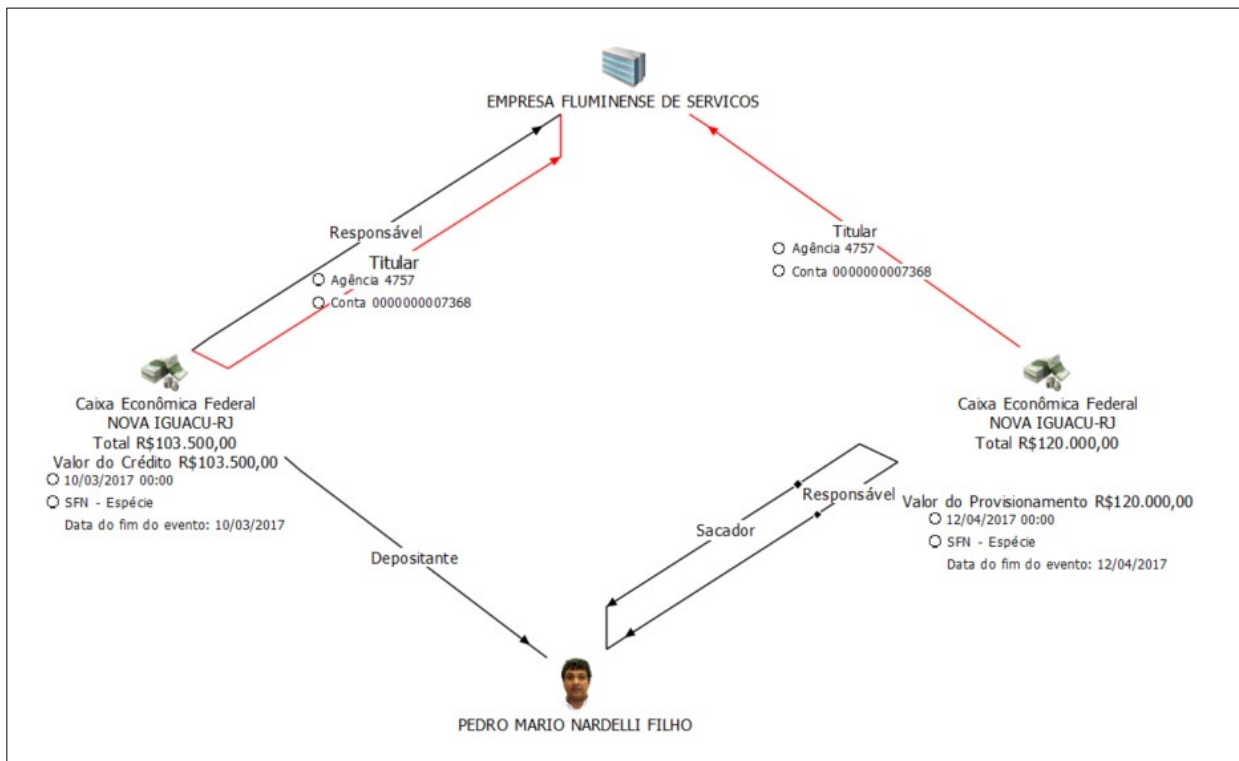 EMPRESA FLUMINENSE DE SERVICOS
Responsável
Titular
Agência 4757
Conta 0000000007368
Titular
Agência 4757
Conta 0000000007368
Caixa Econômica Federal
NOVA IGUACU-RJ
Total R$103.500,00
Valor do Crédito R$103.500,00
10/03/2017 00:00
SFN - Espécie
Data do fim do evento: 10/03/2017
Caixa Econômica Federal
NOVA IGUACU-RJ
Total R$120.000,00
Valor do Provisionamento R$120.000,00
12/04/2017 00:00
SFN - Espécie
Data do fim do evento: 12/04/2017
Responsável
Sacador
Depositante
PEDRO MARIO NARDELLI FILHO